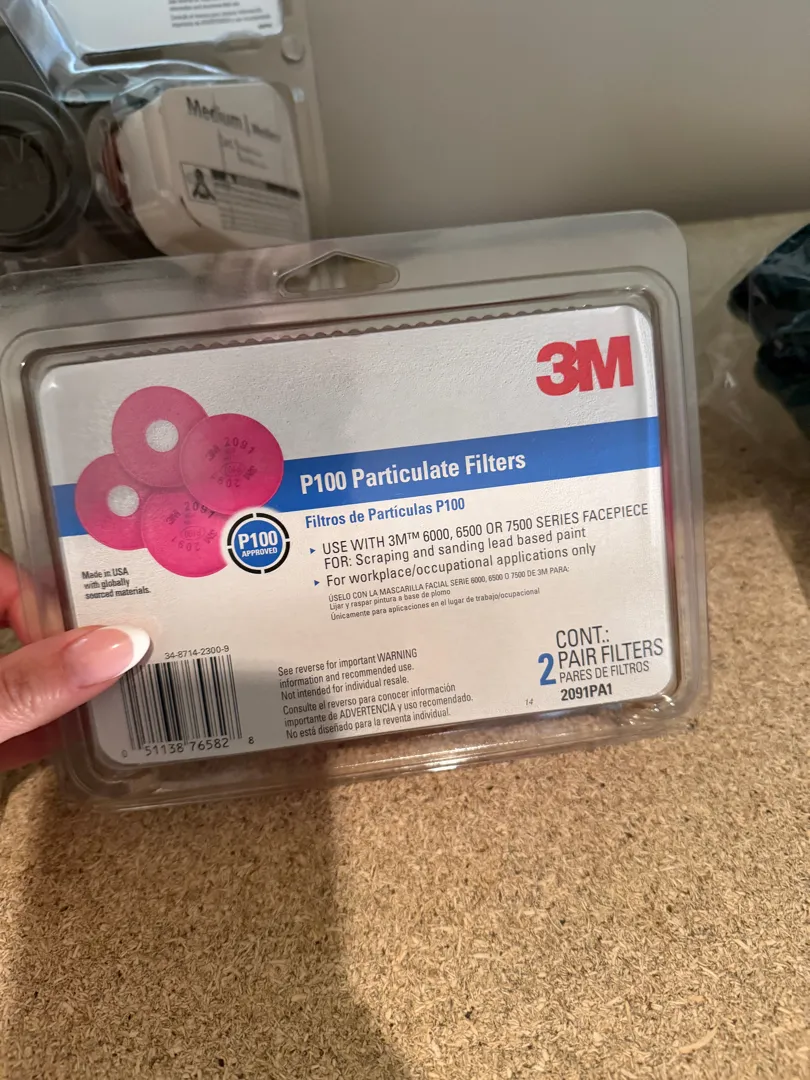 Medium
3M
P100 Particulate Filters
Filtros de Partículas P100
▸ USE WITH 3M™ 6000, 6500 OR 7500 SERIES FACEPIECE
FOR: Scraping and sanding lead based paint
▸ For workplace/occupational applications only
ÚSELO CON LA MASCARILLA FACIAL SERIE 6000, 6500 O 7500 DE 3M PARA:
Lijar y raspar pintura a base de plomo
Únicamente para aplicaciones en el lugar de trabajo/ocupacional
3M 2091
3M 2091
P100
APPROVED
Made in USA
with globally
sourced materials.
34-8714-2300-9
0 51138 76582 8
See reverse for important WARNING
information and recommended use.
Not intended for individual resale.
Consulte el reverso para conocer información
importante de ADVERTENCIA y uso recomendado.
No está diseñado para la reventa individual.
14
CONT.:
2 PAIR FILTERS
PARES DE FILTROS
2091PA1